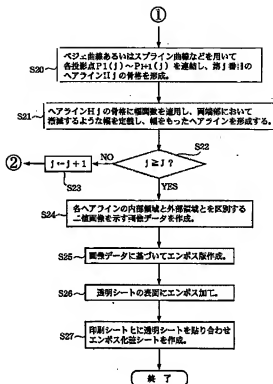 ①
S20
ベジェ曲線あるいはスプライン曲線などを用いて
各投影点P1(j)～Pi+1(j)を連結し、第j番目の
ヘアラインHjの骨格を形成。
S21
ヘアラインHjの骨格に幅関数を適用し、両端部において
漸減するような幅を定義し、幅をもったヘアラインを形成する。
S22
② j←j+1 NO j≧J?
S23
YES
S24
各ヘアラインの内部領域と外部領域とを区別する
二値画像を示す画像データを作成。
S25
画像データに基づいてエンボス版作成。
S26
透明シートの表面にエンボス加工。
S27
印刷シート上に透明シートを貼り合わせ
エンボス化粧シートを作成。
終了